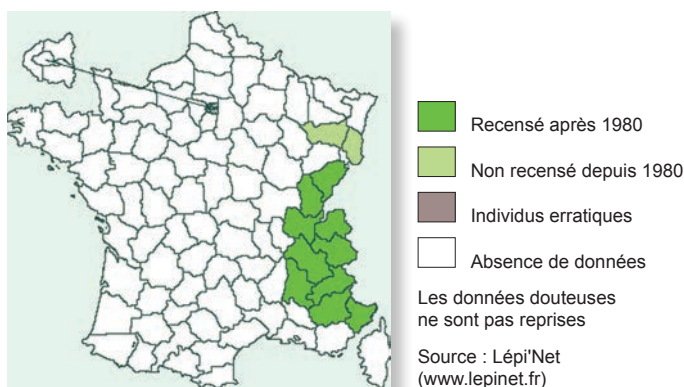 Recensé après 1980
Non recensé depuis 1980
Individus erratiques
Absence de données
Les données douteuses
ne sont pas reprises
Source : Lépi'Net
(www.lepinet.fr)